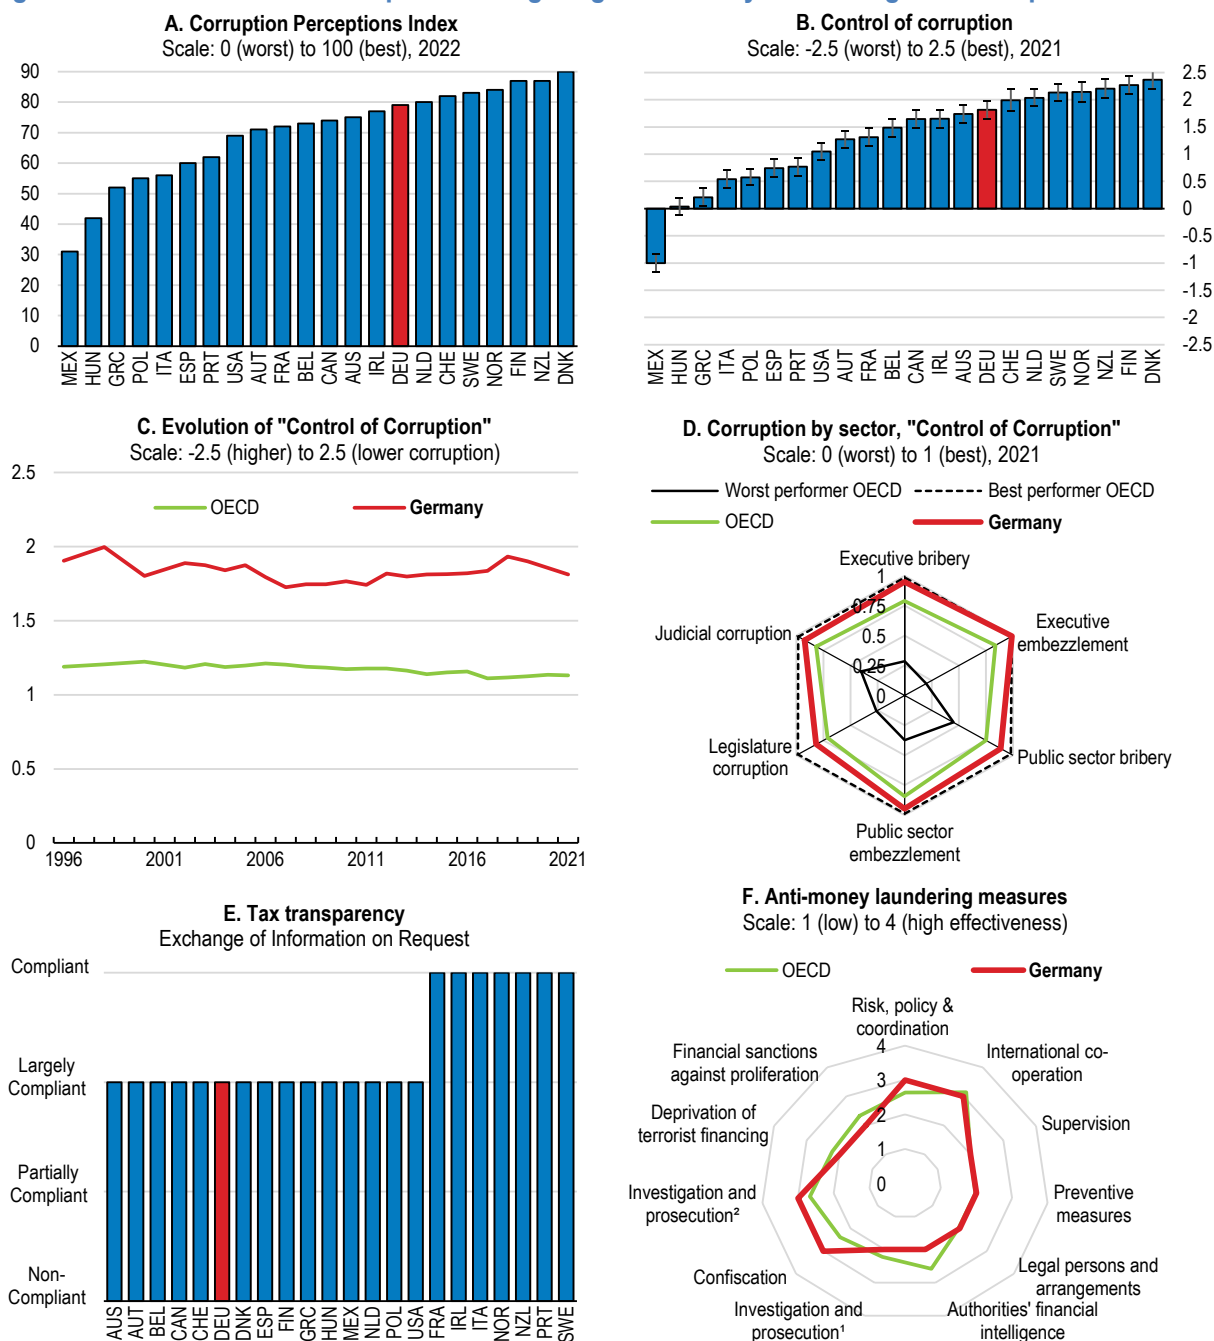 A. Corruption Perceptions Index
Scale: 0 (worst) to 100 (best), 2022
90
80
70
60
50
40
30
20
10
0
MEX HUN GRC POL ITA ESP PRT USA AUT FRA BEL CAN AUS IRL DEU NLD CHE SWE NOR FIN NZL DNK
B. Control of corruption
Scale: -2.5 (worst) to 2.5 (best), 2021
2.5
2
1.5
1
0.5
0
-0.5
-1
-1.5
-2
-2.5
MEX HUN GRC ITA POL ESP PRT USA AUT FRA BEL CAN IRL AUS DEU CHE NLD SWE NOR NZL FIN DNK
C. Evolution of "Control of Corruption"
Scale: -2.5 (higher) to 2.5 (lower corruption)
2.5
OECD Germany
2
1.5
1
0.5
0
1996 2001 2006 2011 2016 2021
D. Corruption by sector, "Control of Corruption"
Scale: 0 (worst) to 1 (best), 2021
Worst performer OECD Best performer OECD
OECD Germany
Executive bribery
1
0.75
0.5
0.25
0
Executive
embezzlement
Public sector bribery
Public sector
embezzlement
Legislature
corruption
Judicial corruption
E. Tax transparency
Exchange of Information on Request
Compliant
Largely
Compliant
Partially
Compliant
Non-
Compliant
AUS AUT BEL CAN CHE DEU DNK ESP FIN GRC HUN MEX NLD POL USA FRA IRL ITA NOR NZL PRT SWE
F. Anti-money laundering measures
Scale: 1 (low) to 4 (high effectiveness)
OECD Germany
Risk, policy &
coordination
4
3
2
1
0
International co-
operation
Supervision
Preventive
measures
Legal persons and
arrangements
Authorities' financial
intelligence
Investigation and
prosecution¹
Confiscation
Investigation and
prosecution²
Deprivation of
terrorist financing
Financial sanctions
against proliferation